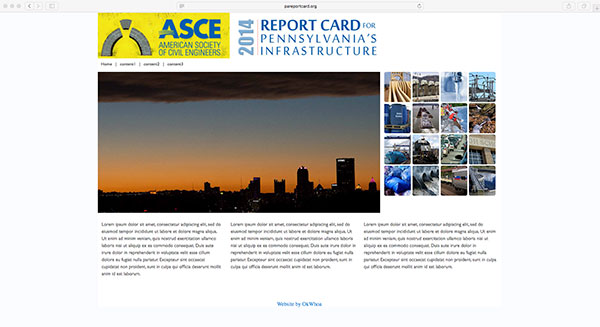 pareportcard.org
ASCE
AMERICAN SOCIETY
OF CIVIL ENGINEERS
2014
REPORT CARD FOR
PENNSYLVANIA'S
INFRASTRUCTURE
Home | content1 | content2 | content3
Lorem ipsum dolor sit amet, consectetur adipiscing elit, sed do
eiusmod tempor incididunt ut labore et dolore magna aliqua.
Ut enim ad minim veniam, quis nostrud exercitation ullamco
laboris nisi ut aliquip ex ea commodo consequat. Duis aute
irure dolor in reprehenderit in voluptate velit esse cillum
dolore eu fugiat nulla pariatur. Excepteur sint occaecat
cupidatat non proident, sunt in culpa qui officia deserunt mollit
anim id est laborum.
Lorem ipsum dolor sit amet, consectetur adipiscing elit, sed do
eiusmod tempor incididunt ut labore et dolore magna aliqua.
Ut enim ad minim veniam, quis nostrud exercitation ullamco
laboris nisi ut aliquip ex ea commodo consequat. Duis aute
irure dolor in reprehenderit in voluptate velit esse cillum
dolore eu fugiat nulla pariatur. Excepteur sint occaecat
cupidatat non proident, sunt in culpa qui officia deserunt mollit
anim id est laborum.
Lorem ipsum dolor sit amet, consectetur adipiscing elit, sed do
eiusmod tempor incididunt ut labore et dolore magna aliqua.
Ut enim ad minim veniam, quis nostrud exercitation ullamco
laboris nisi ut aliquip ex ea commodo consequat. Duis aute
irure dolor in reprehenderit in voluptate velit esse cillum
dolore eu fugiat nulla pariatur. Excepteur sint occaecat
cupidatat non proident, sunt in culpa qui officia deserunt mollit
anim id est laborum.
Website by OkWhoa